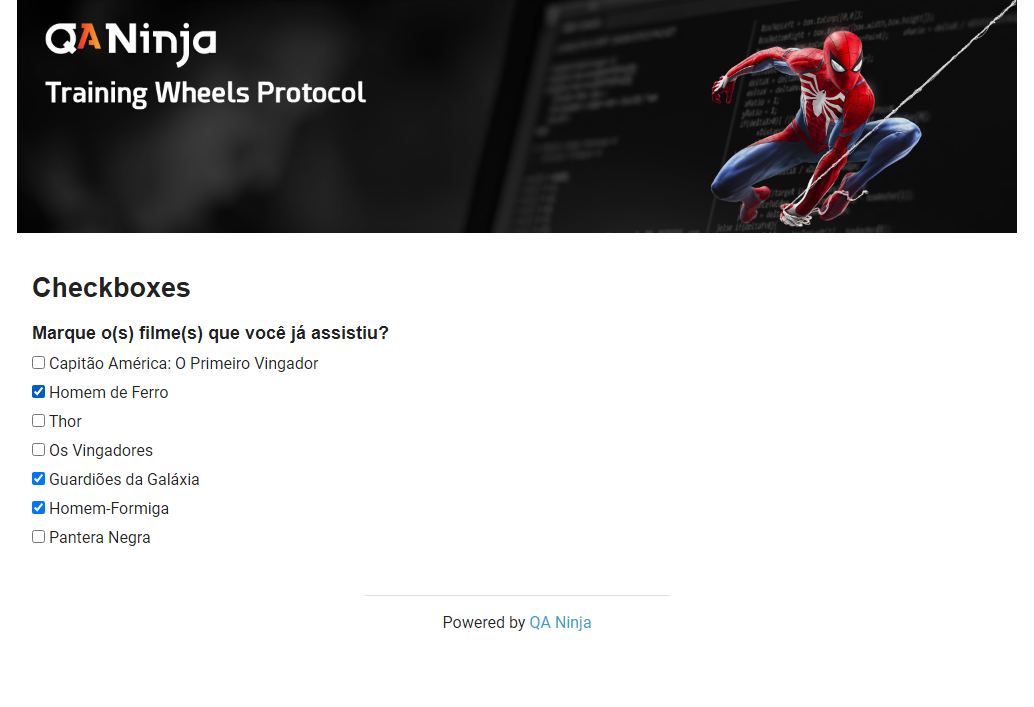 QA Ninja
Training Wheels Protocol
Checkboxes
Marque o(s) filme(s) que você já assistiu?
Capitão América: O Primeiro Vingador
Homem de Ferro
Thor
Os Vingadores
Guardiões da Galáxia
Homem-Formiga
Pantera Negra
Powered by QA Ninja